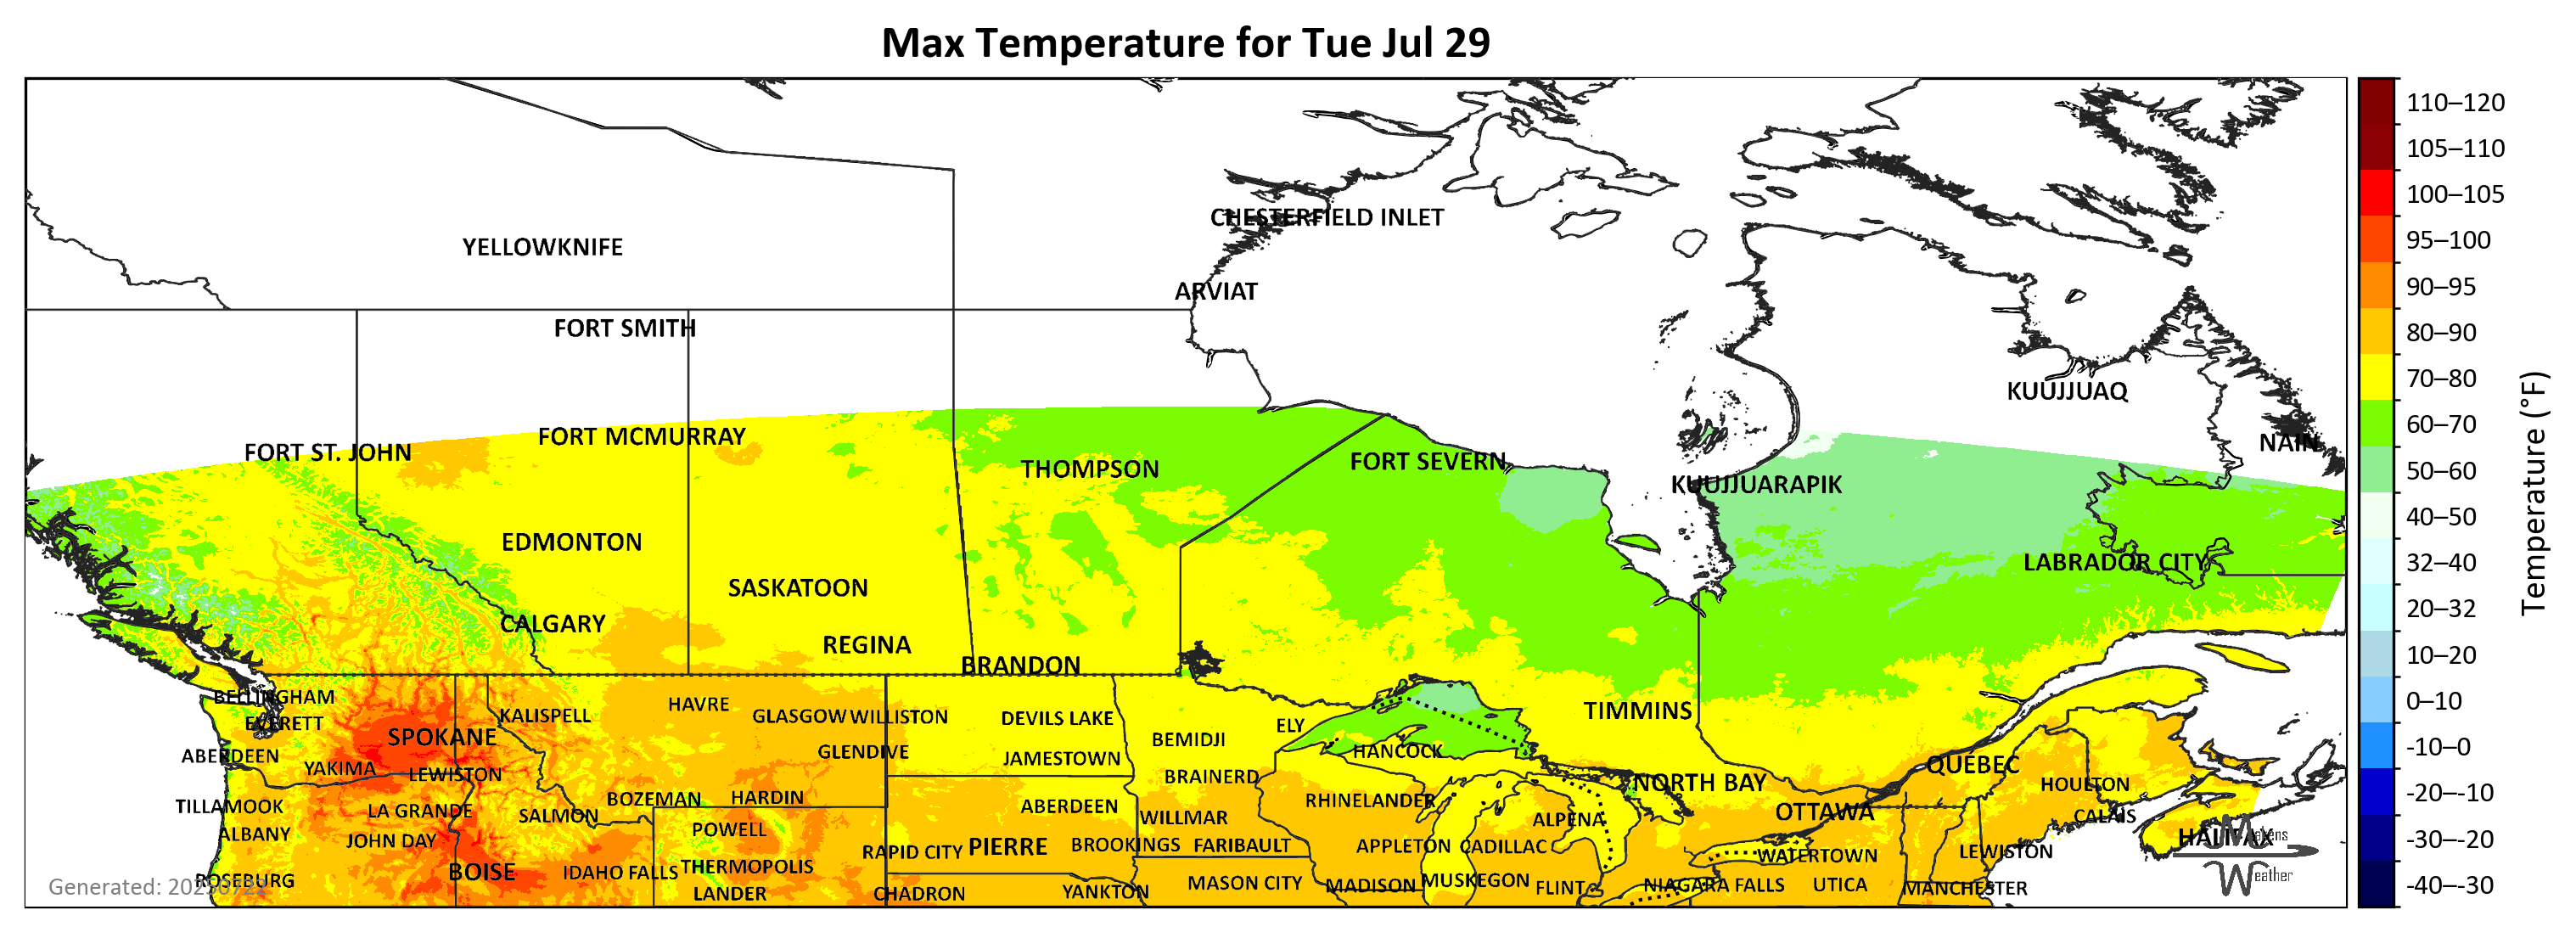 Max Temperature for Tue Jul 29
110–120
105–110
100–105
95–100
90–95
80–90
70–80
60–70
50–60
40–50
32–40
20–32
10–20
0–10
-10–0
-20–-10
-30–-20
-40–-30
Temperature (°F)
CHESTERFIELD INLET
YELLOWKNIFE
ARVIAT
FORT SMITH
KUUJJUAQ
NAIN
FORT MCMURRAY
FORT ST. JOHN
THOMPSON
FORT SEVERN
KUUJJUARAPIK
EDMONTON
LABRADOR CITY
SASKATOON
CALGARY
REGINA
BRANDON
BELLINGHAM
HAVRE
KALISPELL
GLASGOW
WILLISTON
DEVILS LAKE
TIMMINS
EVERETT
ELY
SPOKANE
BEMIDJI
HANCOCK
GLENDIVE
ABERDEEN
JAMESTOWN
QUÉBEC
YAKIMA
LEWISTON
BRAINERD
NORTH BAY
HOULTON
BOZEMAN
HARDIN
RHINELANDER
TILLAMOOK
LA GRANDE
ABERDEEN
SALMON
WILLMAR
ALPENA
OTTAWA
CALAIS
ALBANY
POWELL
HALIFAX
Makens
Weather
JOHN DAY
PIERRE
BROOKINGS
FARIBAULT
APPLETON
CADILLAC
RAPID CITY
LEWISTON
WATERTOWN
BOISE
IDAHO FALLS
THERMOPOLIS
ROSEBURG
MUSKEGON
MASON CITY
MADISON
FLINT
NIAGARA FALLS
UTICA
MANCHESTER
LANDER
CHADRON
YANKTON
Generated: 20250722